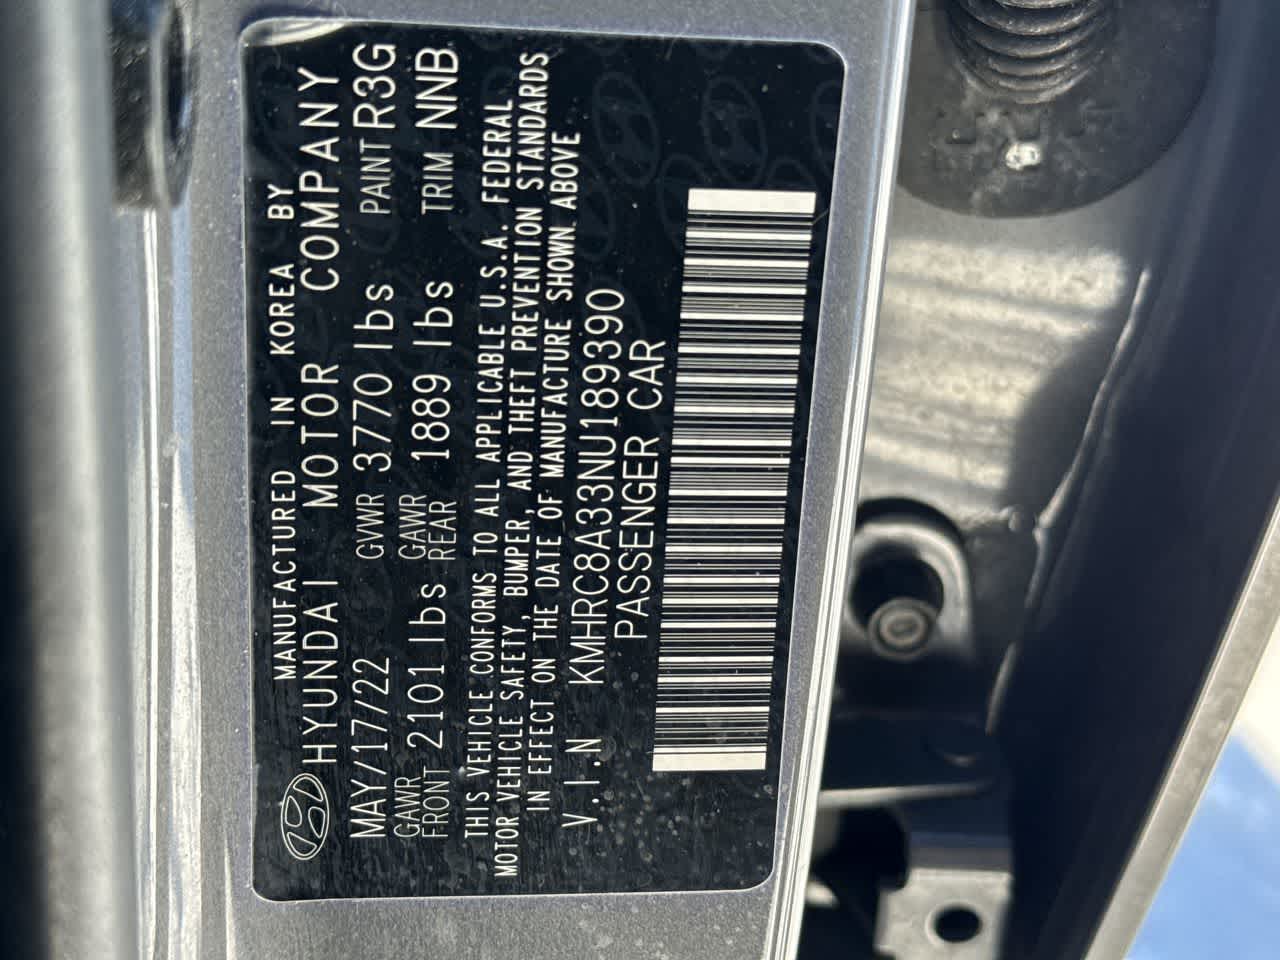 MANUFACTURED IN KOREA BY
HYUNDAI MOTOR COMPANY
MAY/17/22 GVWR 3770 lbs PAINT R3G
GAWR FRONT 2101 lbs GAWR REAR 1889 lbs TRIM NNB
THIS VEHICLE CONFORMS TO ALL APPLICABLE U.S.A. FEDERAL
MOTOR VEHICLE SAFETY, BUMPER, AND THEFT PREVENTION STANDARDS
IN EFFECT ON THE DATE OF MANUFACTURE SHOWN ABOVE
V.I.N KMHRC8A33NU189390
PASSENGER CAR